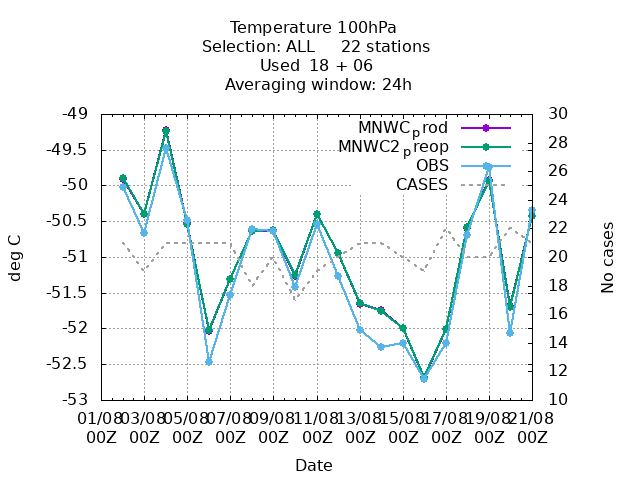 Temperature 100hPa
Selection: ALL 22 stations
Used 18 + 06
Averaging window: 24h
-49
-49.5
-50
-50.5
-51
-51.5
-52
-52.5
-53
deg C
MNWCprod
MNWC2preop
OBS
CASES
30
28
26
24
22
20
18
16
14
12
10
No cases
01/08 03/08 05/08 07/08 09/08 11/08 13/08 15/08 17/08 19/08 21/08
00Z 00Z 00Z 00Z 00Z 00Z 00Z 00Z 00Z 00Z 00Z
Date